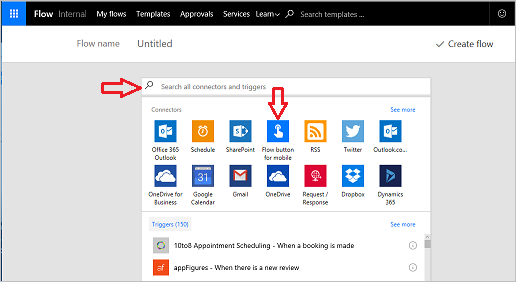 Flow Internal My flows Templates Approvals Services Learn Search templates ...
Flow name Untitled Create flow
Search all connectors and triggers
Connectors See more
Office 365 Outlook
Schedule
SharePoint
Flow button for mobile
RSS
Twitter
Outlook.co...
OneDrive for Business
31
Google Calendar
Gmail
OneDrive
Request / Response
Dropbox
Dynamics 365
Triggers (150) See more
10to8 Appointment Scheduling - When a booking is made
af appFigures - When there is a new review